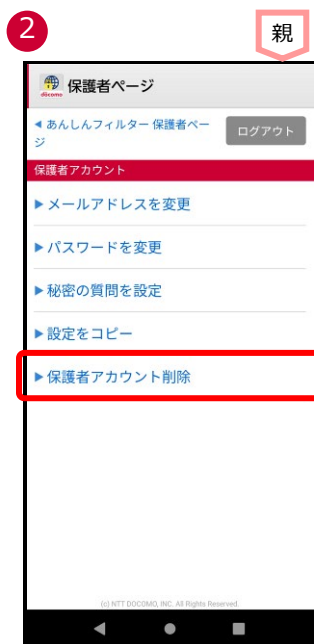 2
親
docomo
保護者ページ
◀ あんしんフィルター 保護者ペー
ジ
ログアウト
保護者アカウント
▶メールアドレスを変更
▶パスワードを変更
▶秘密の質問を設定
▶設定をコピー
▶保護者アカウント削除
(c) NTT DOCOMO, INC. All Rights Reserved.